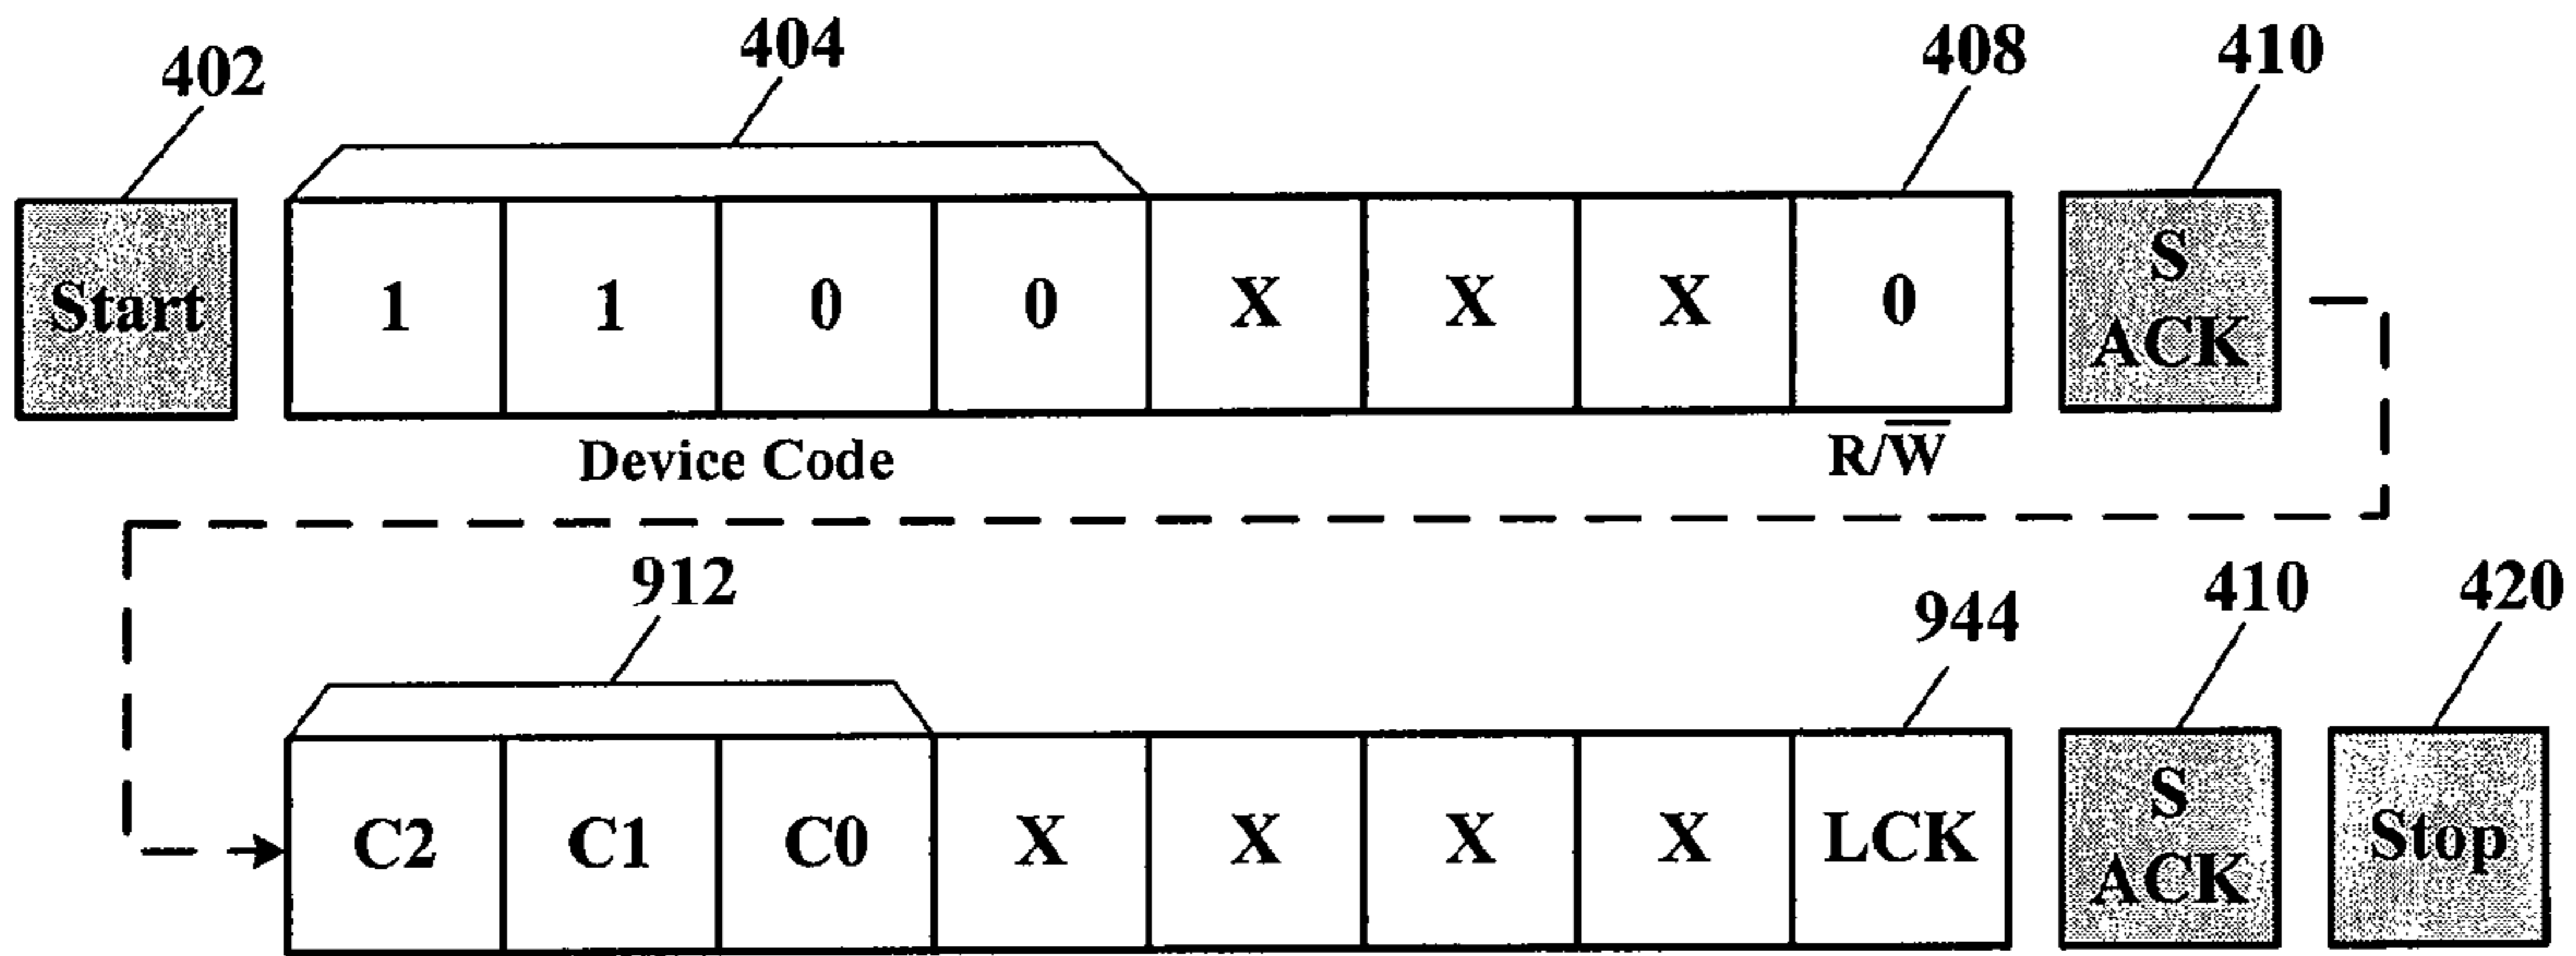 402 404 408 410
Start 1 1 0 0 X X X 0 S ACK
Device Code R/W̅
912 944 410 420
C2 C1 C0 X X X X LCK S ACK Stop